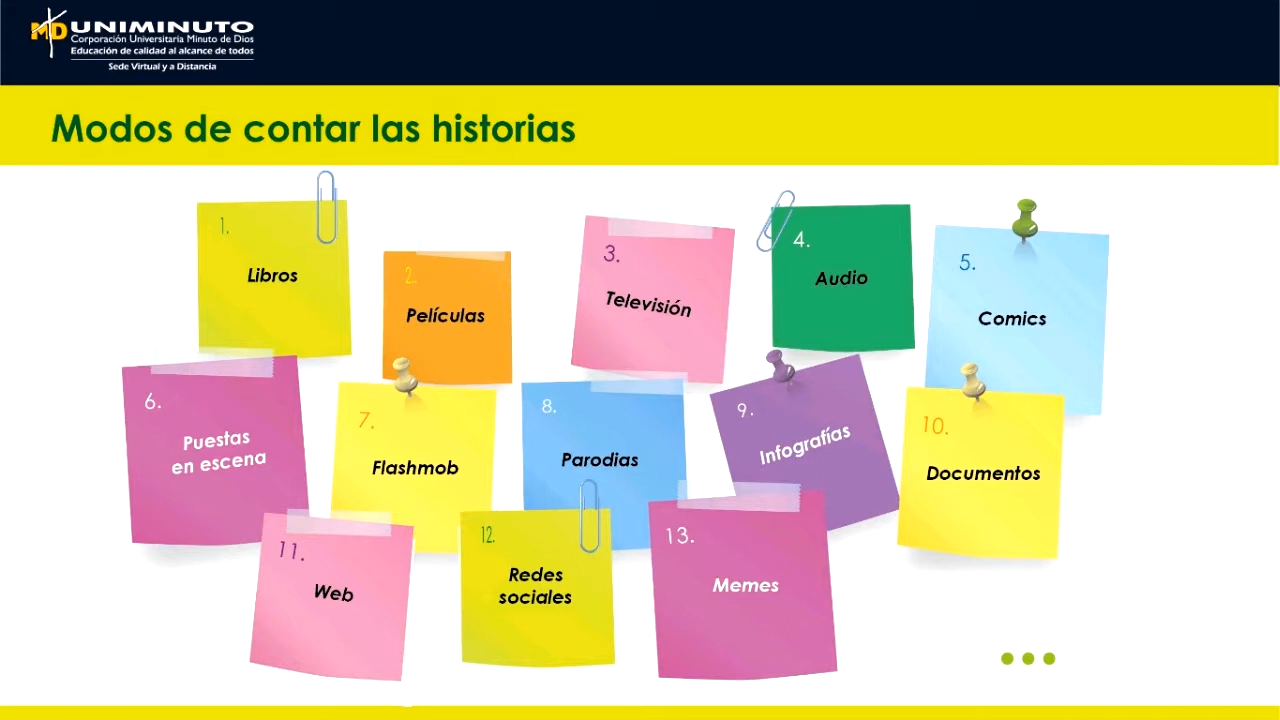 MD UNIMINUTO
Corporación Universitaria Minuto de Dios
Educación de calidad al alcance de todos
Sede Virtual y a Distancia
Modos de contar las historias
1.
Libros
2.
Películas
3.
Televisión
4.
Audio
5.
Comics
6.
Puestas
en escena
7.
Flashmob
8.
Parodias
9.
Infografías
10.
Documentos
11.
Web
12.
Redes
sociales
13.
Memes